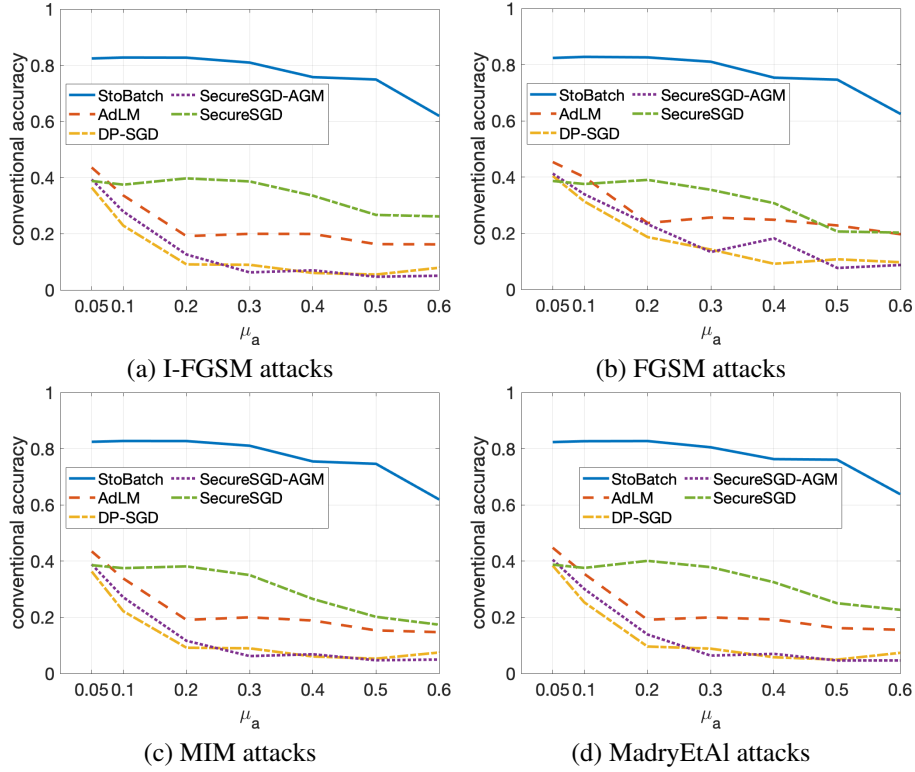 1
0.8
0.6
0.4
0.2
0
conventional accuracy
StoBatch
AdLM
DP-SGD
SecureSGD-AGM
SecureSGD
0.05 0.1 0.2 0.3 0.4 0.5 0.6
μa
(a) I-FGSM attacks
1
0.8
0.6
0.4
0.2
0
conventional accuracy
StoBatch
AdLM
DP-SGD
SecureSGD-AGM
SecureSGD
0.05 0.1 0.2 0.3 0.4 0.5 0.6
μa
(b) FGSM attacks
1
0.8
0.6
0.4
0.2
0
conventional accuracy
StoBatch
AdLM
DP-SGD
SecureSGD-AGM
SecureSGD
0.05 0.1 0.2 0.3 0.4 0.5 0.6
μa
(c) MIM attacks
1
0.8
0.6
0.4
0.2
0
conventional accuracy
StoBatch
AdLM
DP-SGD
SecureSGD-AGM
SecureSGD
0.05 0.1 0.2 0.3 0.4 0.5 0.6
μa
(d) MadryEtAl attacks